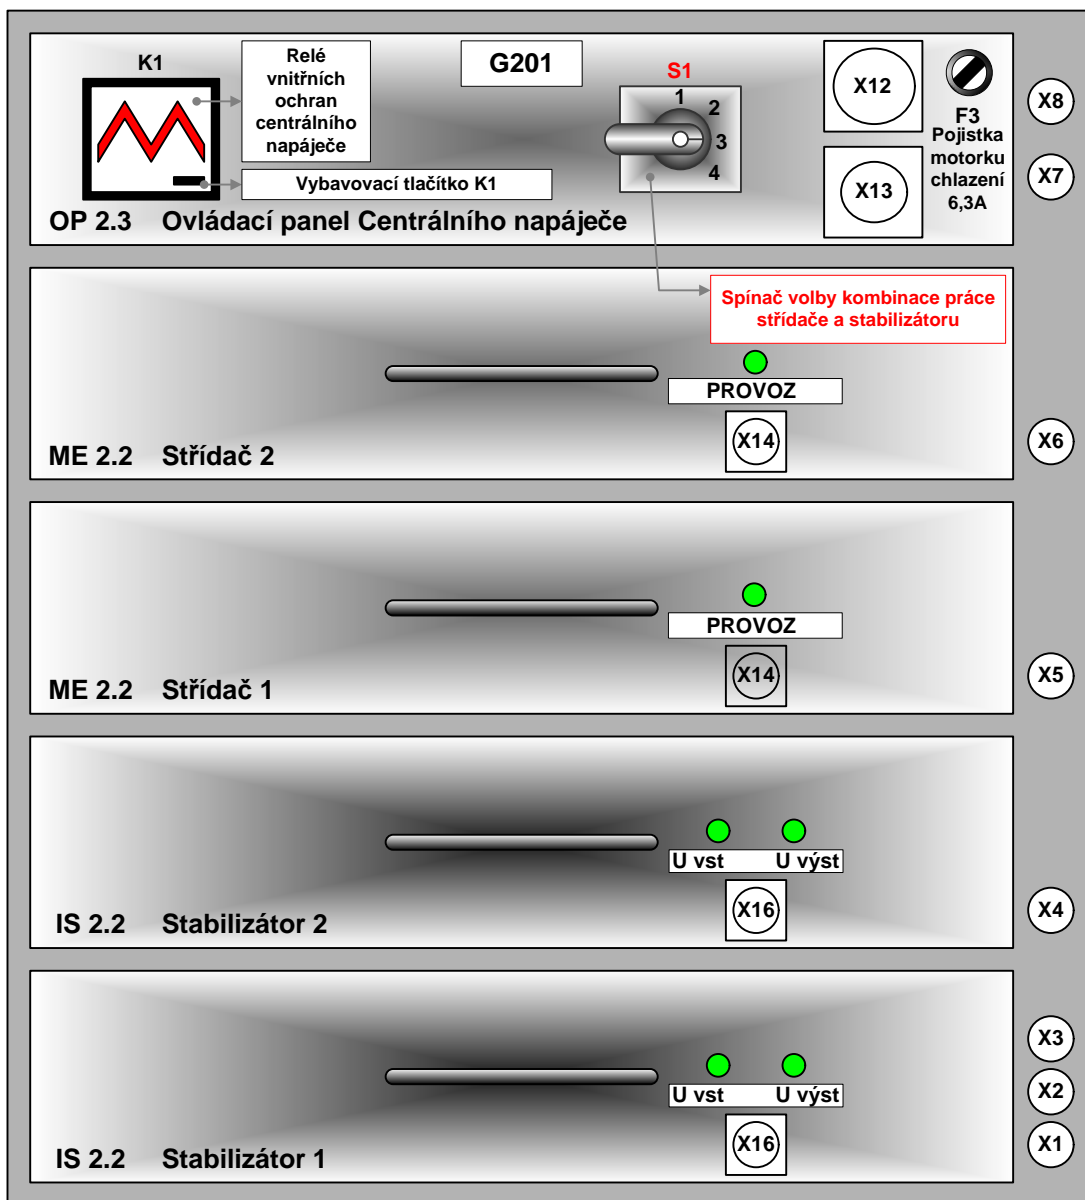 K1
Relé
vnitřních
ochran
centrálního
napáječe
G201
S1
1
2
3
4
X12
X13
F3
Pojistka
motorku
chlazení
6,3A
X8
X7
Vybavovací tlačítko K1
OP 2.3 Ovládací panel Centrálního napáječe
Spínač volby kombinace práce
střídače a stabilizátoru
PROVOZ
X14
ME 2.2 Střídač 2
X6
PROVOZ
X14
ME 2.2 Střídač 1
X5
U vst U výst
X16
IS 2.2 Stabilizátor 2
X4
U vst U výst
X16
IS 2.2 Stabilizátor 1
X3
X2
X1